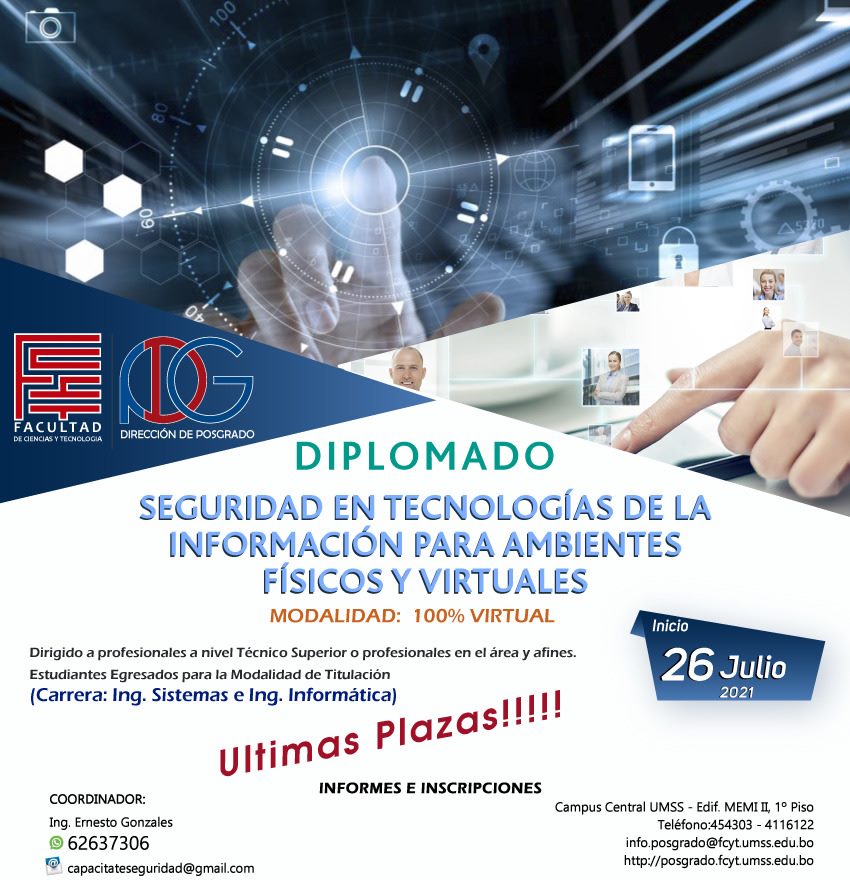 80
60
FACULTAD
DE CIENCIAS Y TECNOLOGIA
DIRECCIÓN DE POSGRADO
DIPLOMADO
SEGURIDAD EN TECNOLOGÍAS DE LA
INFORMACIÓN PARA AMBIENTES
FÍSICOS Y VIRTUALES
MODALIDAD: 100% VIRTUAL
Dirigido a profesionales a nivel Técnico Superior o profesionales en el área y afines.
Estudiantes Egresados para la Modalidad de Titulación
(Carrera: Ing. Sistemas e Ing. Informática)
Inicio
26 Julio
2021
Ultimas Plazas!!!!!
INFORMES E INSCRIPCIONES
COORDINADOR:
Ing. Ernesto Gonzales
62637306
capacitateseguridad@gmail.com
Campus Central UMSS - Edif. MEMI II, 1º Piso
Teléfono:454303 - 4116122
info.posgrado@fcyt.umss.edu.bo
http://posgrado.fcyt.umss.edu.bo